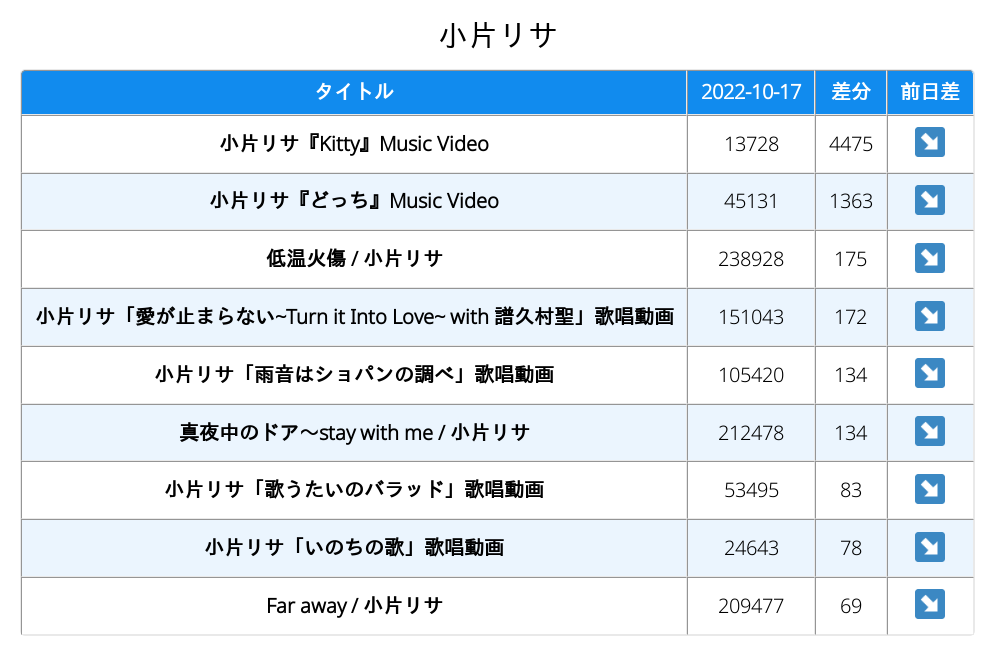 小片リサ
タイトル 2022-10-17 差分 前日差
小片リサ『Kitty』Music Video 13728 4475 ↘
小片リサ『どっち』Music Video 45131 1363 ↘
低温火傷 / 小片リサ 238928 175 ↘
小片リサ「愛が止まらない~Turn it Into Love~ with 譜久村聖」歌唱動画 151043 172 ↘
小片リサ「雨音はショパンの調べ」歌唱動画 105420 134 ↘
真夜中のドア〜stay with me / 小片リサ 212478 134 ↘
小片リサ「歌うたいのバラッド」歌唱動画 53495 83 ↘
小片リサ「いのちの歌」歌唱動画 24643 78 ↘
Far away / 小片リサ 209477 69 ↘